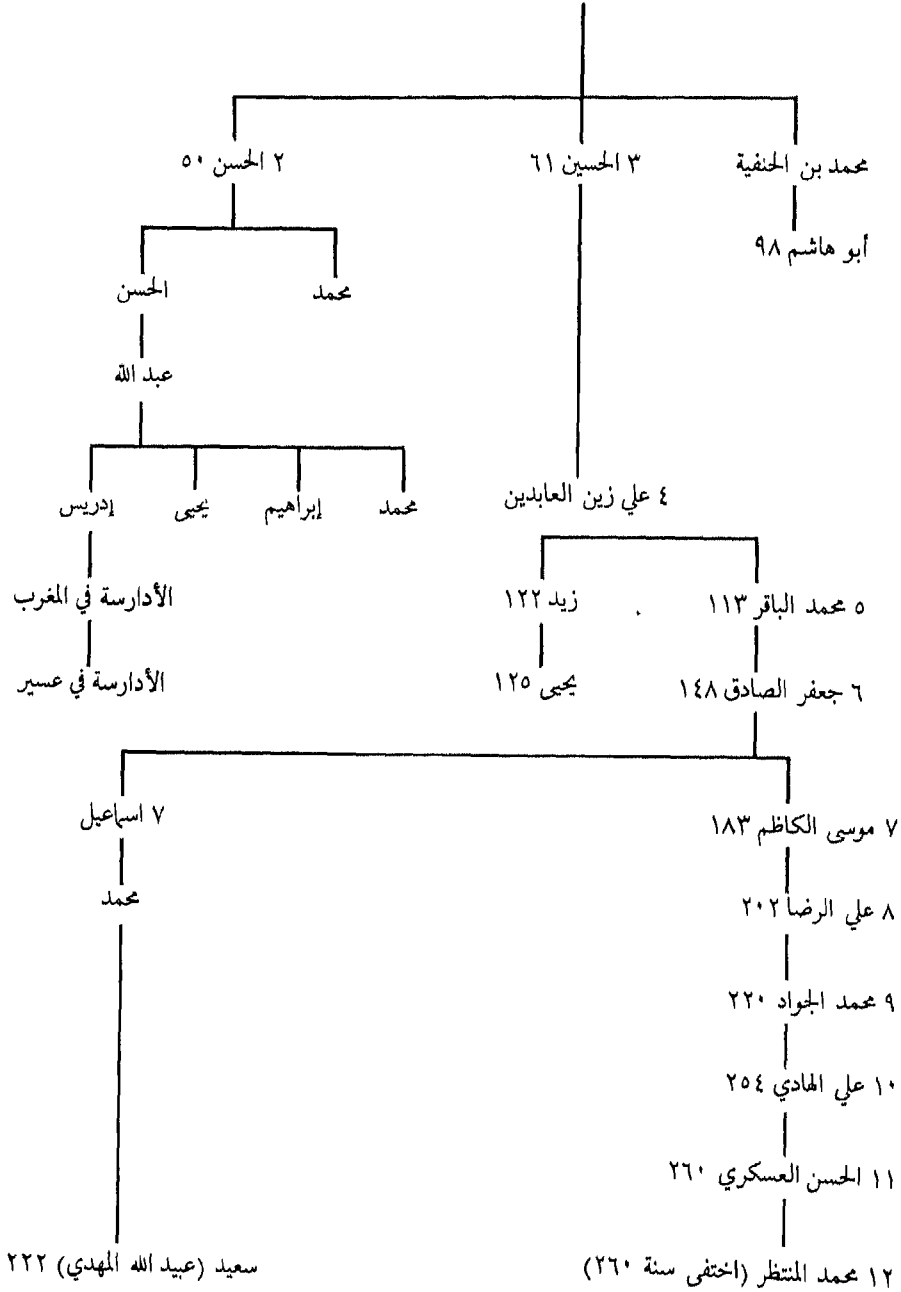 محمد بن الحنفية ٣ الحسين ٦١ ٢ الحسن ٥٠
أبو هاشم ٩٨
محمد الحسن
عبد الله
٤ علي زين العابدين
محمد إبراهيم يحيى إدريس
٥ محمد الباقر ١١٣ زيد ١٢٢ الأدارسة في المغرب
٦ جعفر الصادق ١٤٨ يحيى ١٢٥ الأدارسة في عسير
٧ موسى الكاظم ١٨٣ ٧ اسماعيل
٨ علي الرضا ٢٠٢ محمد
٩ محمد الجواد ٢٢٠
١٠ علي الهادي ٢٥٤
١١ الحسن العسكري ٢٦٠
١٢ محمد المنتظر (اختفى سنة ٢٦٠) سعيد (عبيد الله المهدي) ٢٢٢